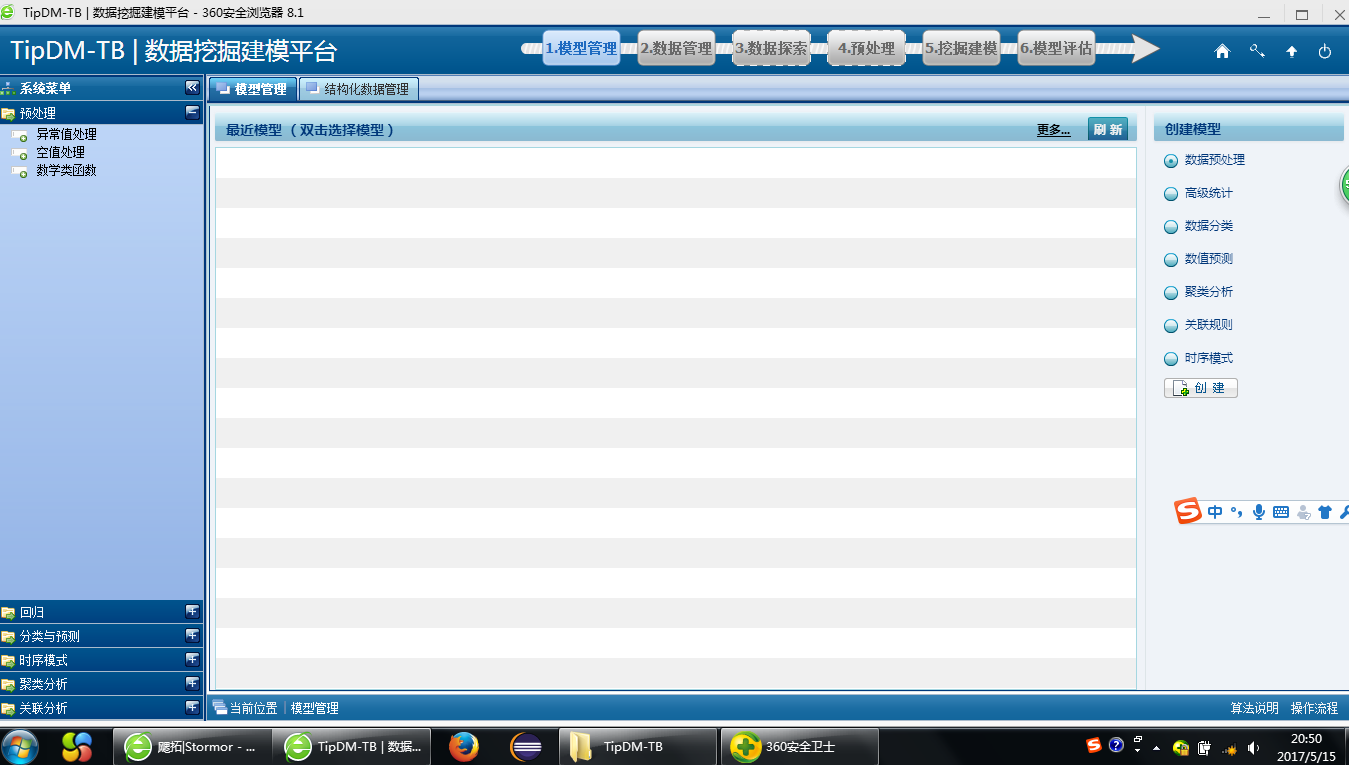 TipDM-TB | 数据挖掘建模平台 - 360安全浏览器 8.1
TipDM-TB | 数据挖掘建模平台
1.模型管理
2.数据管理
3.数据探索
4.预处理
5.挖掘建模
6.模型评估
系统菜单
预处理
异常值处理
空值处理
数学类函数
回归
分类与预测
时序模式
聚类分析
关联分析
模型管理
结构化数据管理
最近模型 （双击选择模型）
更多...
刷 新
创建模型
数据预处理
高级统计
数据分类
数值预测
聚类分析
关联规则
时序模式
创 建
中
当前位置 | 模型管理
算法说明 操作流程
飚拓|Stormor - ...
TipDM-TB | 数据...
TipDM-TB
360安全卫士
20:50
2017/5/15